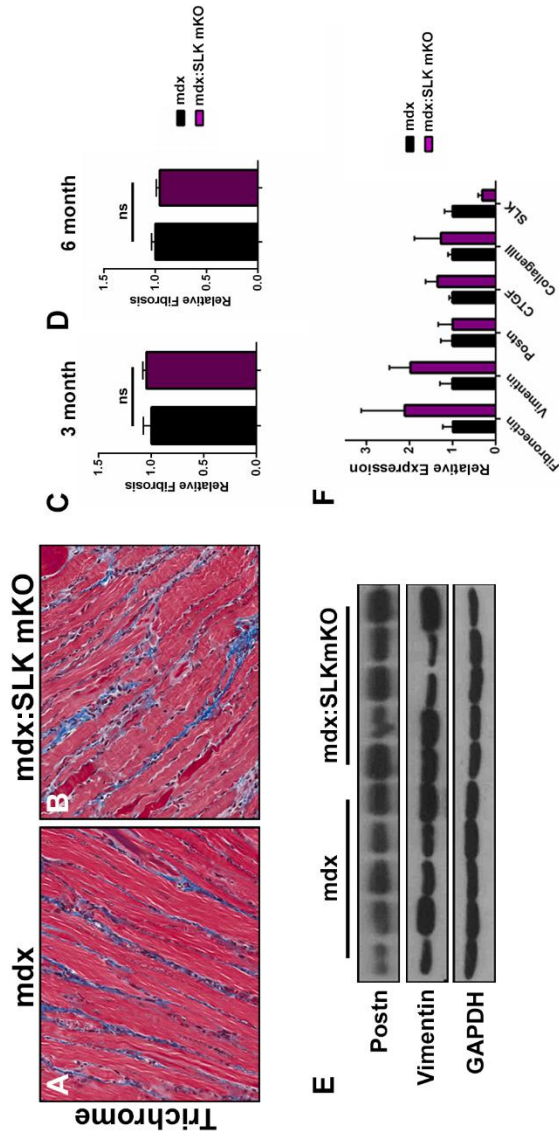 mdx
mdx:SLK mKO
Trichrome
A
B
C
3 month
Relative Fibrosis
1.5
1.0
0.5
0.0
ns
D
6 month
Relative Fibrosis
1.5
1.0
0.5
0.0
ns
mdx
mdx:SLK mKO
E
mdx
mdx:SLKmKO
Postn
Vimentin
GAPDH
F
Relative Expression
3
2
1
0
Fibronectin
Vimentin
Postn
CTGF
CollagenIII
SLK
mdx
mdx:SLK mKO